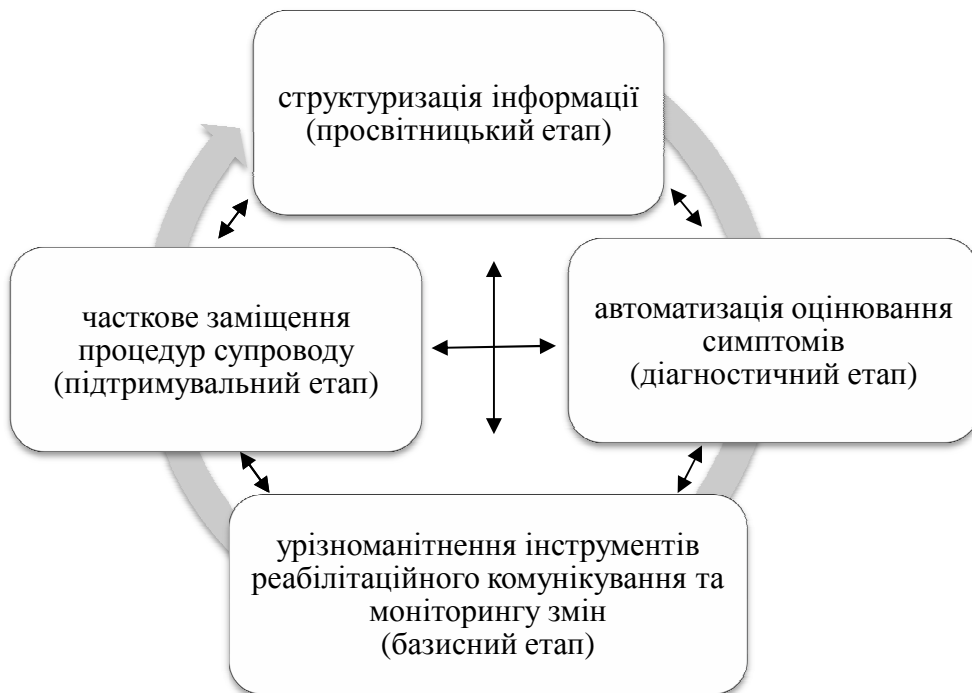 структуризація інформації
(просвітницький етап)
часткове заміщення
процедур супроводу
(підтримувальний етап)
автоматизація оцінювання
симптомів
(діагностичний етап)
урізноманітнення інструментів
реабілітаційного комунікування та
моніторингу змін
(базисний етап)